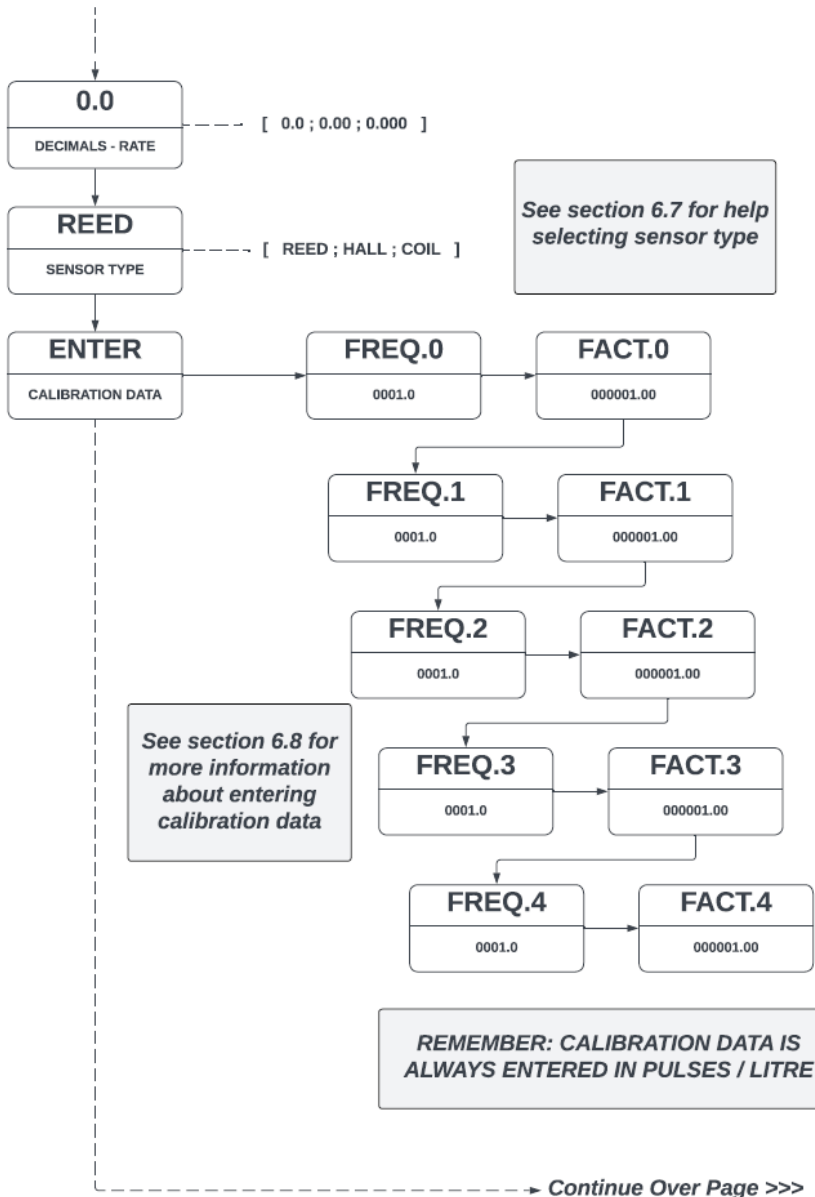 0.0
DECIMALS - RATE
[ 0.0 ; 0.00 ; 0.000 ]
REED
SENSOR TYPE
[ REED ; HALL ; COIL ]
See section 6.7 for help
selecting sensor type
ENTER
CALIBRATION DATA
FREQ.0
0001.0
FACT.0
000001.00
FREQ.1
0001.0
FACT.1
000001.00
FREQ.2
0001.0
FACT.2
000001.00
See section 6.8 for
more information
about entering
calibration data
FREQ.3
0001.0
FACT.3
000001.00
FREQ.4
0001.0
FACT.4
000001.00
REMEMBER: CALIBRATION DATA IS
ALWAYS ENTERED IN PULSES / LITRE
Continue Over Page >>>